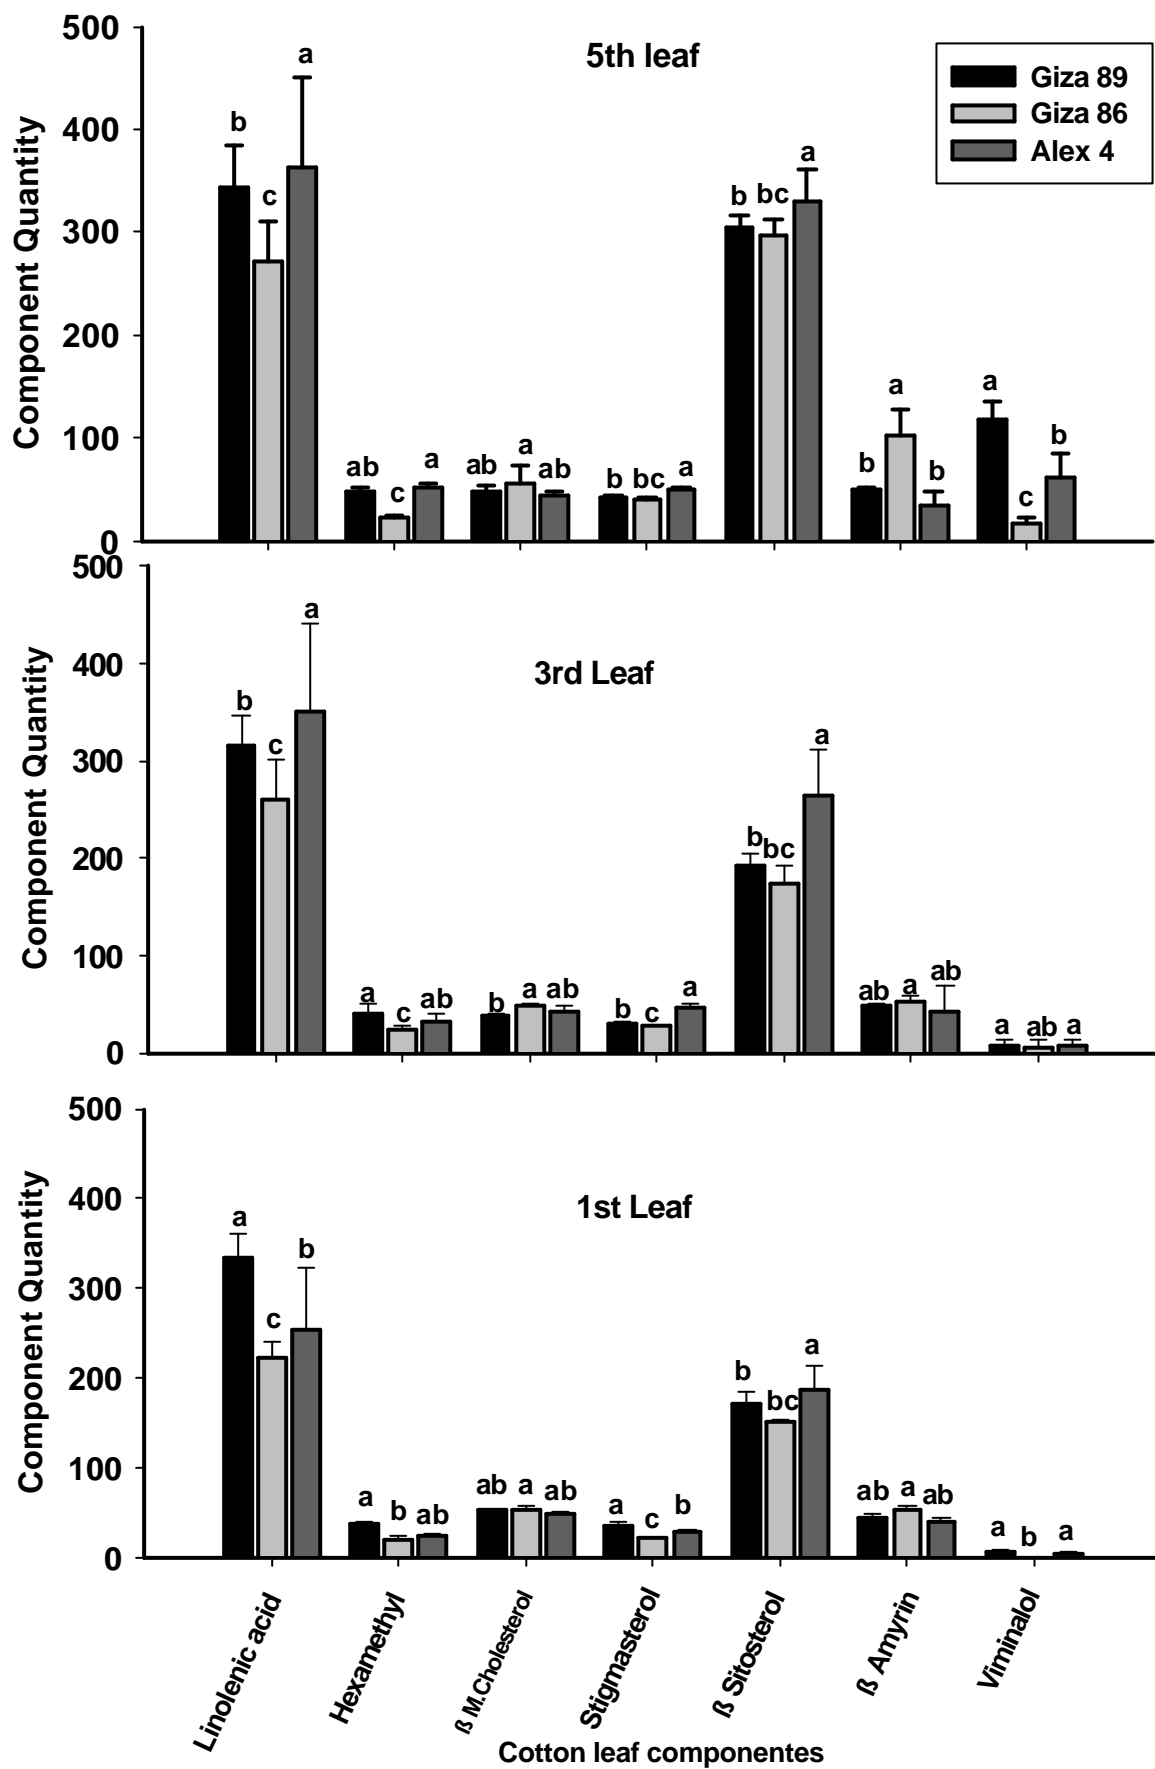 500
5th leaf
Giza 89
Giza 86
Alex 4
Component Quantity
400
300
200
100
0
b c a
ab c a
ab a ab
b bc a
b bc a
b a b
a c b
500
3rd Leaf
Component Quantity
400
300
200
100
0
b c a
a c ab
b a ab
b c a
b bc a
ab a ab
a ab a
500
1st Leaf
Component Quantity
400
300
200
100
0
a c b
a b ab
ab a ab
a c b
b bc a
ab a ab
a b a
Linolenic acid
Hexamethyl
ß M.Cholesterol
Stigmasterol
ß Sitosterol
ß Amyrin
Viminalol
Cotton leaf componentes